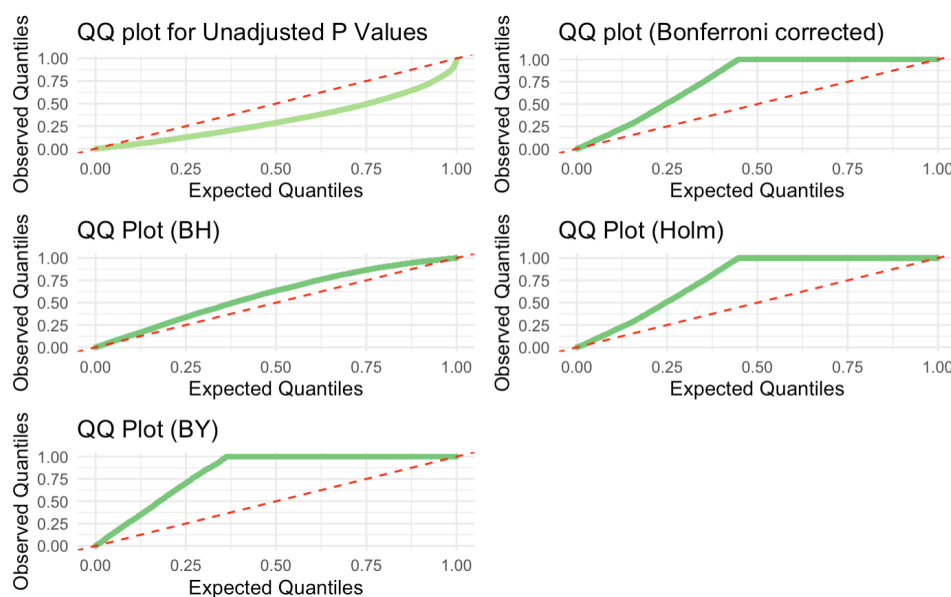 QQ plot for Unadjusted P Values
Observed Quantiles
1.00
0.75
0.50
0.25
0.00
0.00 0.25 0.50 0.75 1.00
Expected Quantiles
QQ plot (Bonferroni corrected)
Observed Quantiles
1.00
0.75
0.50
0.25
0.00
0.00 0.25 0.50 0.75 1.00
Expected Quantiles
QQ Plot (BH)
Observed Quantiles
1.00
0.75
0.50
0.25
0.00
0.00 0.25 0.50 0.75 1.00
Expected Quantiles
QQ Plot (Holm)
Observed Quantiles
1.00
0.75
0.50
0.25
0.00
0.00 0.25 0.50 0.75 1.00
Expected Quantiles
QQ Plot (BY)
Observed Quantiles
1.00
0.75
0.50
0.25
0.00
0.00 0.25 0.50 0.75 1.00
Expected Quantiles